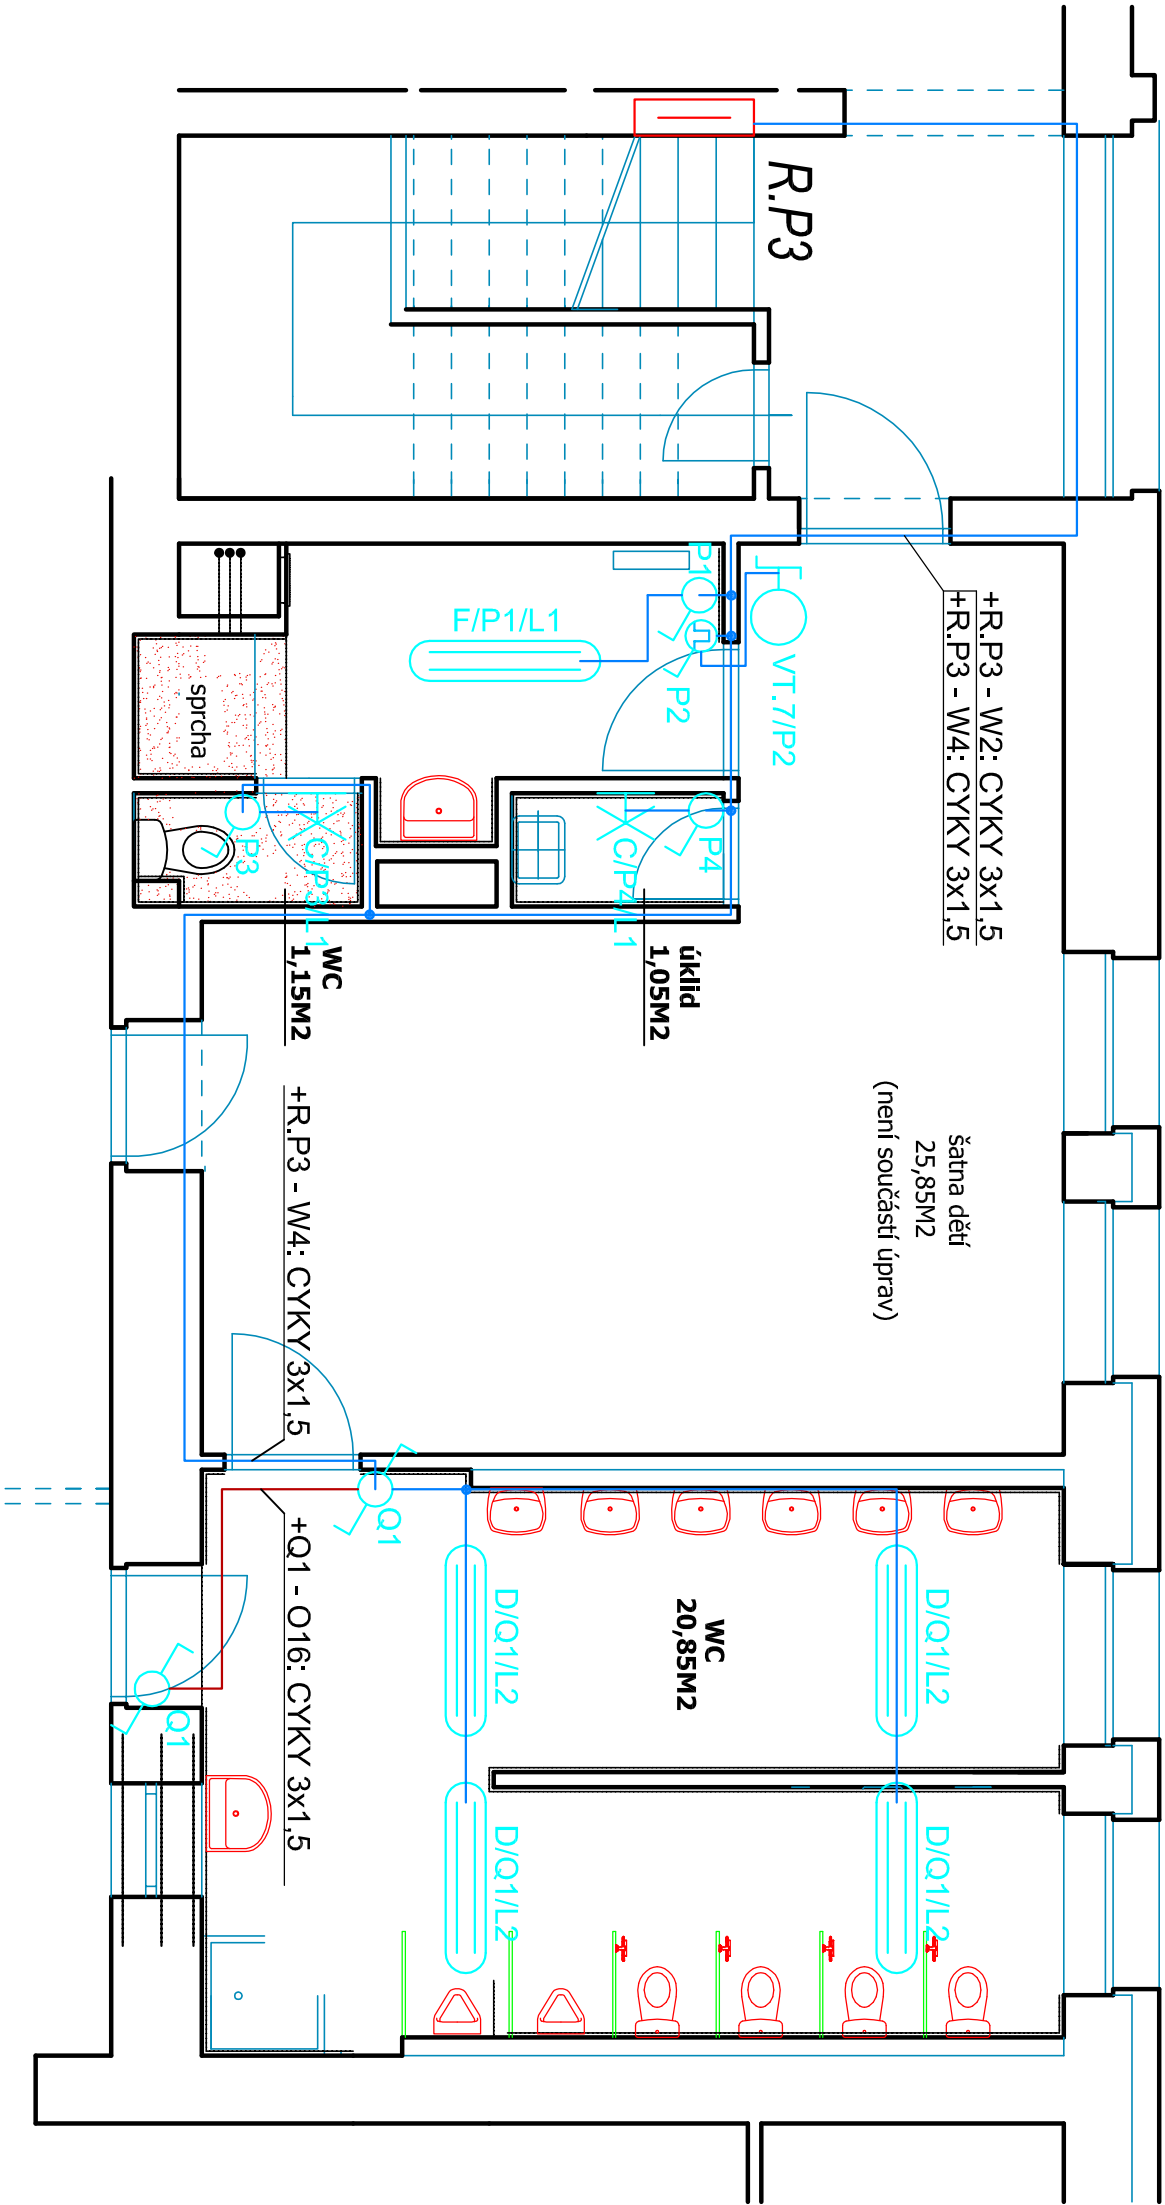 R.P3
+R.P3 - W2: CYKY 3x1,5
+R.P3 - W4: CYKY 3x1,5
P1
VT.7/P2
F/P1/L1
P2
sprcha
P4
C/P4/L1
P3
C/P3/L1
úklid
1,05M2
WC
1,15M2
šatna dětí
25,85M2
(není součástí úprav)
+R.P3 - W4: CYKY 3x1,5
Q1
+Q1 - O16: CYKY 3x1,5
D/Q1/L2
D/Q1/L2
WC
20,85M2
Q1
D/Q1/L2
D/Q1/L2